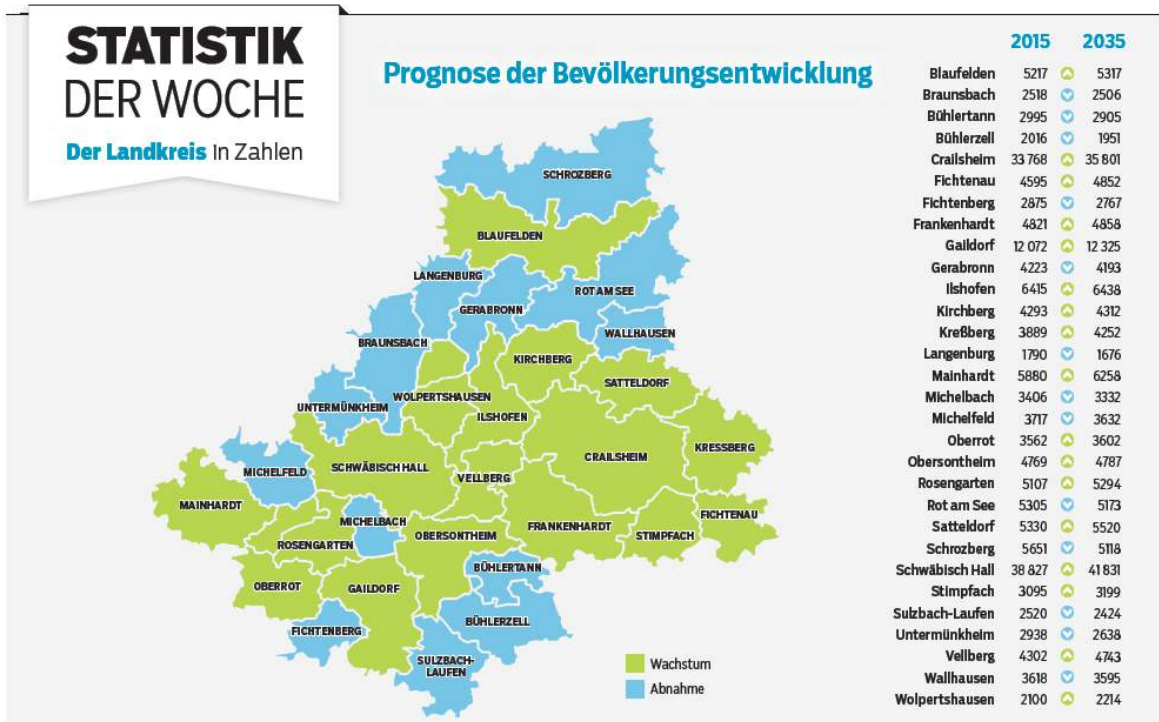 STATISTIK
DER WOCHE
Der Landkreis In Zahlen
Prognose der Bevölkerungsentwicklung
2015 2035
Blaufelden 5217 5317
Braunsbach 2518 2506
Bühlertann 2995 2905
Bühlerzell 2016 1951
Crailsheim 33 768 35 801
Fichtenau 4595 4852
Fichtenberg 2875 2767
Frankenhardt 4821 4858
Gaildorf 12 072 12 325
Gerabronn 4223 4193
Ilshofen 6415 6438
Kirchberg 4293 4312
Kreßberg 3889 4252
Langenburg 1790 1676
Mainhardt 5880 6258
Michelbach 3406 3332
Michelfeld 3717 3632
Oberrot 3562 3602
Obersontheim 4769 4787
Rosengarten 5107 5294
Rot am See 5305 5173
Satteldorf 5330 5520
Schrozberg 5651 5118
Schwäbisch Hall 38 827 41 831
Stimpfach 3095 3199
Sulzbach-Laufen 2520 2424
Untermünkheim 2938 2638
Vellberg 4302 4743
Wallhausen 3618 3595
Wolpertshausen 2100 2214
SCHROZBERG
BLAUFELDEN
LANGENBURG
ROT AM SEE
GERABRONN
WALLHAUSEN
BRAUNSBACH
KIRCHBERG
SATTELDORF
WOLPERTSHAUSEN
UNTERMÜNKHEIM
ILSHOFEN
KRESSBERG
CRAILSHEIM
SCHWÄBISCH HALL
MICHELFELD
VELLBERG
MAINHARDT
FICHTENAU
MICHELBACH
FRANKENHARDT
OBERSONTHEIM
STIMPFACH
ROSENGARTEN
BÜHLERTANN
OBERROT
GAILDORF
BÜHLERZELL
FICHTENBERG
SULZBACH-
LAUFEN
Wachstum
Abnahme